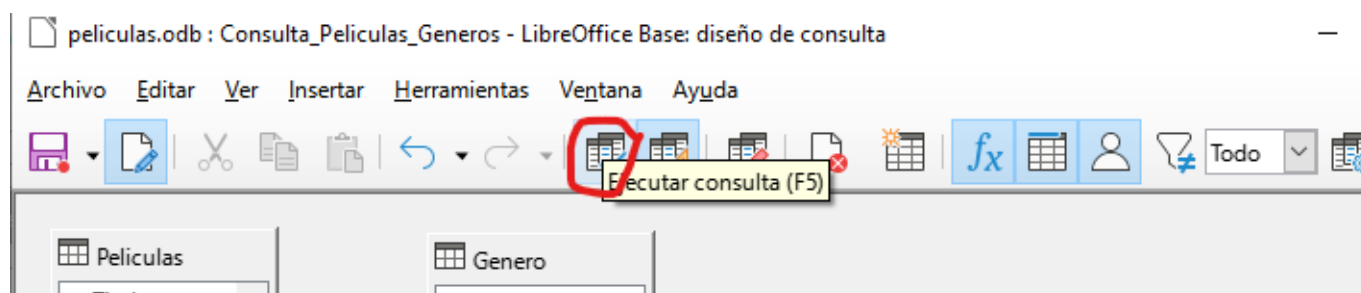 peliculas.odb : Consulta_Peliculas_Generos - LibreOffice Base: diseño de consulta
Archivo Editar Ver Insertar Herramientas Ventana Ayuda
fx Todo
Ejecutar consulta (F5)
Peliculas Genero